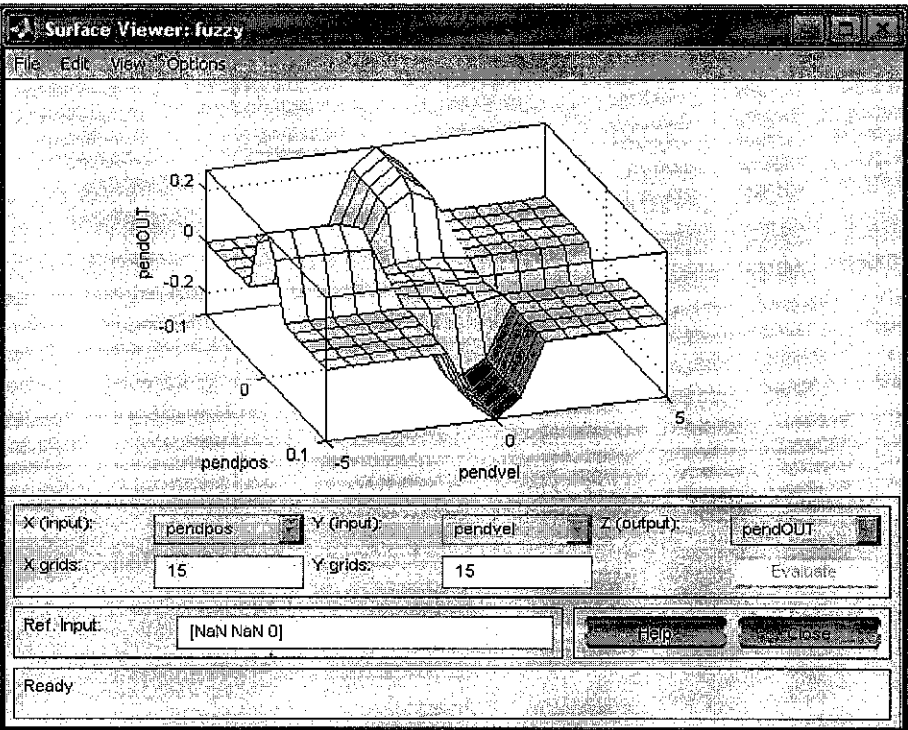 Surface Viewer: fuzzy
File Edit View Options
0.2
0
-0.2
pendOUT
-0.1
0
0.1
pendpos
-5
0
5
pendvel
X (input): pendpos Y (input): pendvel Z (output): pendOUT
X grids: 15 Y grids: 15 Evaluate
Ref. Input: [NaN NaN 0] Help Close
Ready